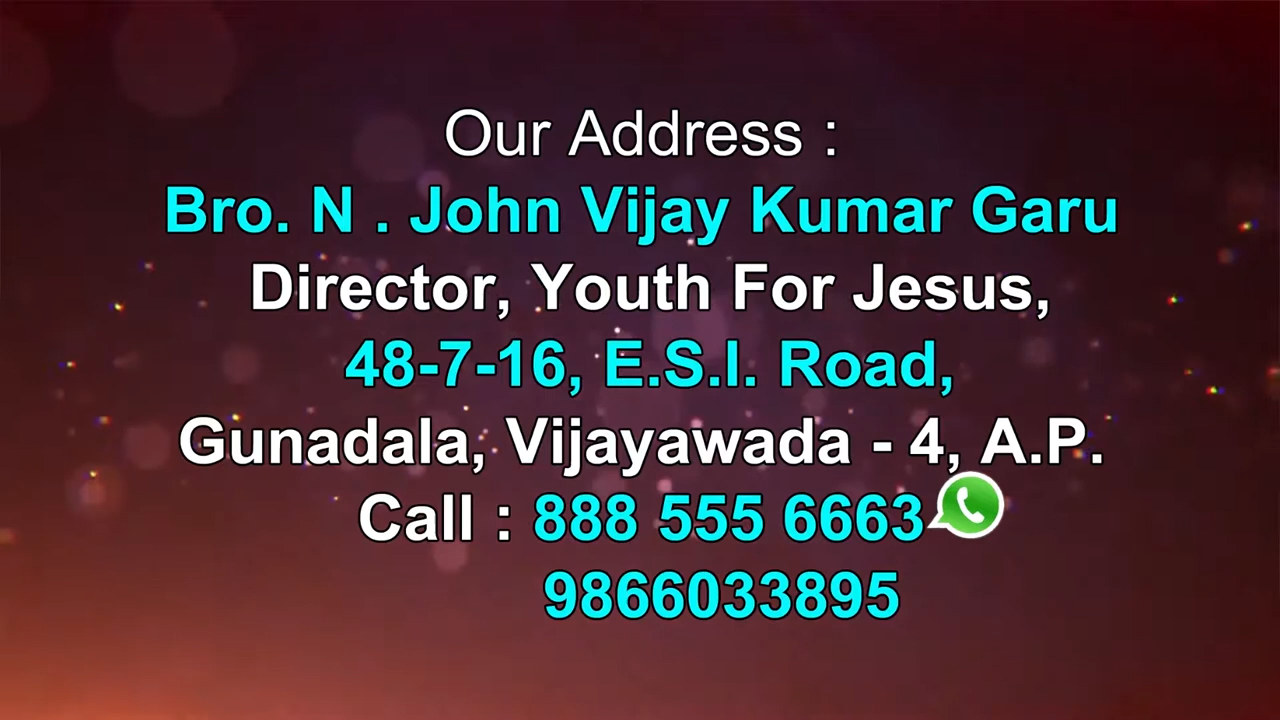 Our Address :
Bro. N . John Vijay Kumar Garu
Director, Youth For Jesus,
48-7-16, E.S.I. Road,
Gunadala, Vijayawada - 4, A.P.
Call : 888 555 6663
9866033895